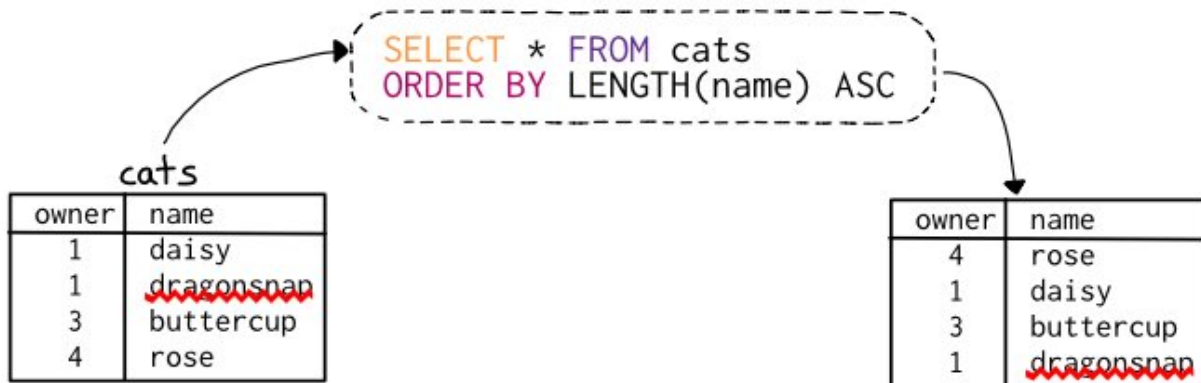 SELECT * FROM cats
ORDER BY LENGTH(name) ASC
cats
owner name
1 daisy
1 dragonsnap
3 buttercup
4 rose
owner name
4 rose
1 daisy
3 buttercup
1 dragonsnap